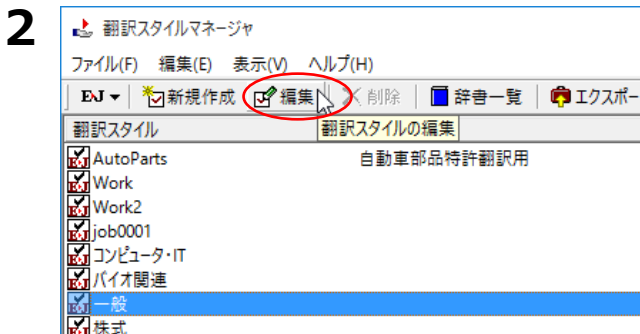 2
翻訳スタイルマネージャ
ファイル(F) 編集(E) 表示(V) ヘルプ(H)
EJ 新規作成 編集 削除 辞書一覧 エクスポー
翻訳スタイル 翻訳スタイルの編集
AutoParts 自動車部品特許翻訳用
Work
Work2
job0001
コンピュータ・IT
バイオ関連
一般
株式